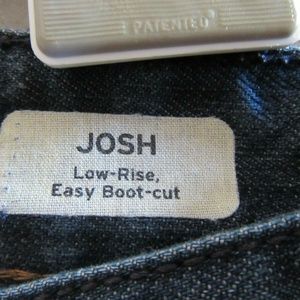 PATENTED
JOSH
Low-Rise,
Easy Boot-cut